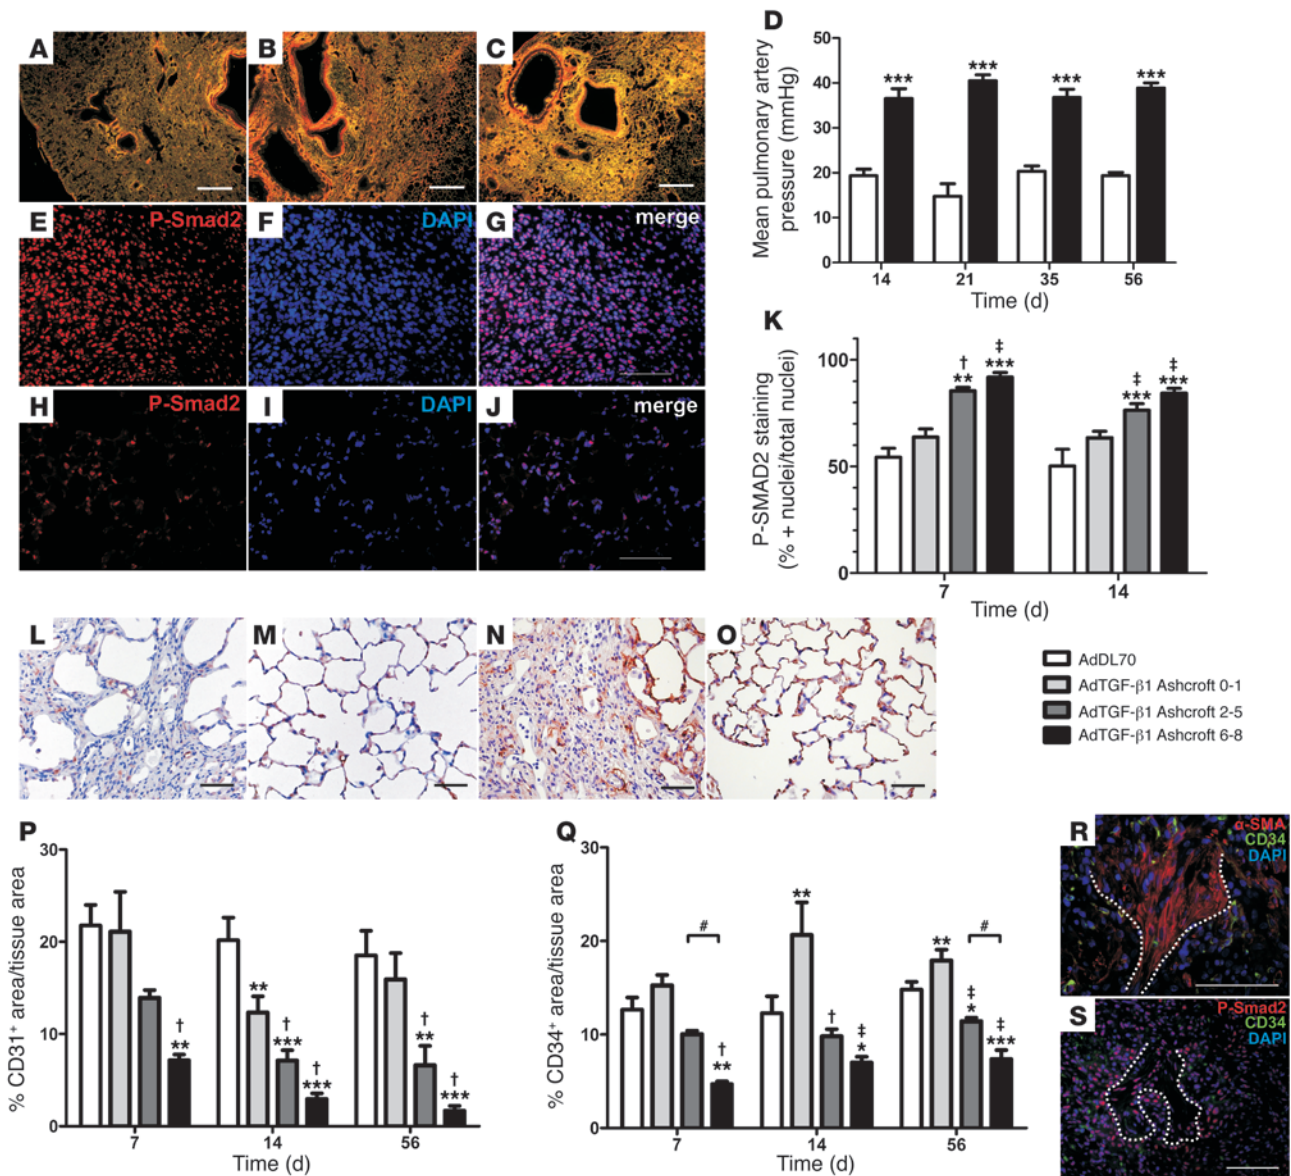 A
B
C
D
Mean pulmonary artery
pressure (mmHg)
50
40
30
20
10
0
***
***
***
***
14
21
35
56
Time (d)
E
P-Smad2
F
DAPI
G
merge
H
P-Smad2
I
DAPI
J
merge
K
P-SMAD2 staining
(% + nuclei/total nuclei)
100
50
0
†
**
‡
***
‡
***
‡
***
7
14
Time (d)
L
M
N
O
AdDL70
AdTGF-β1 Ashcroft 0-1
AdTGF-β1 Ashcroft 2-5
AdTGF-β1 Ashcroft 6-8
P
% CD31+ area/tissue area
30
20
10
0
†
**
**
†
***
†
***
†
**
†
***
7
14
56
Time (d)
Q
% CD34+ area/tissue area
30
20
10
0
#
†
**
**
†
‡
*
**
#
‡
*
‡
***
7
14
56
Time (d)
R
α-SMA
CD34
DAPI
S
P-Smad2
CD34
DAPI